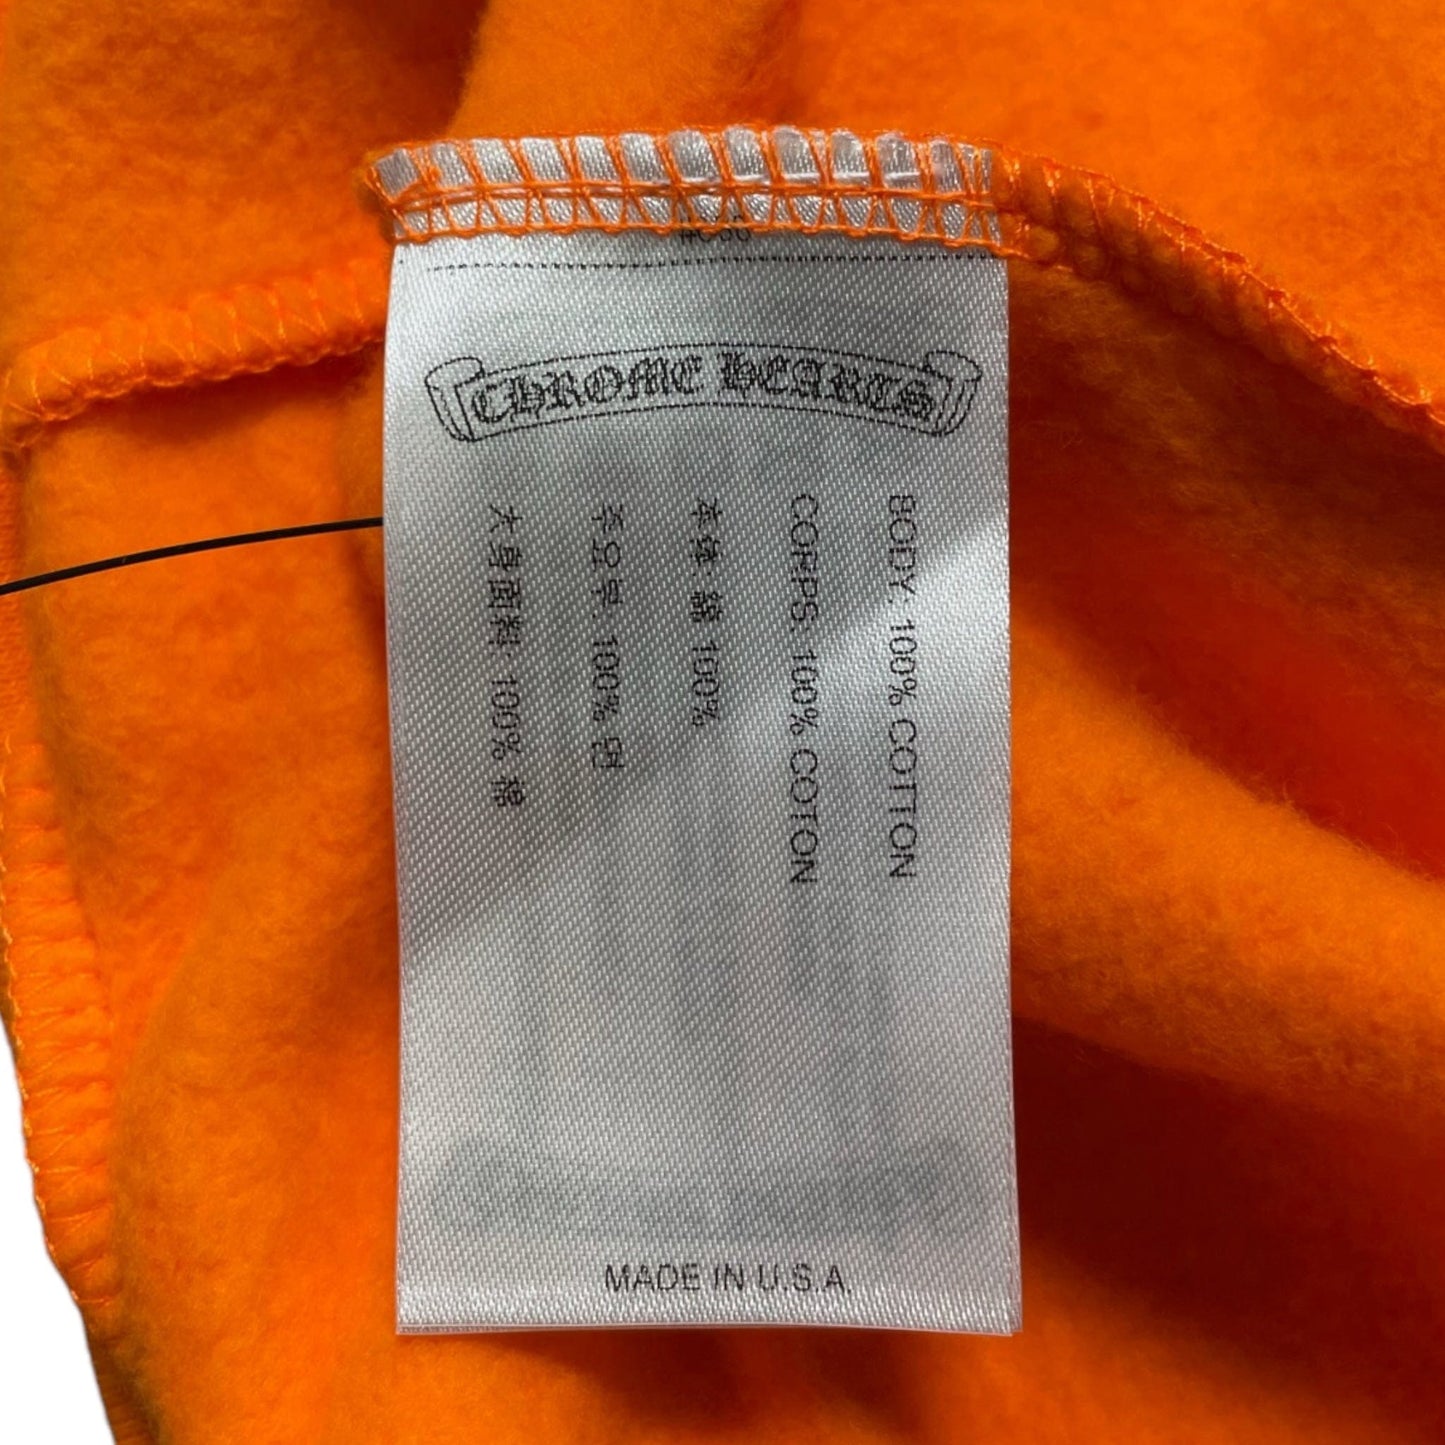 CHROME HEARTS
BODY: 100% COTTON
CORPS: 100% COTON
本体: 綿 100%
주요부: 100% 면
大身面料: 100% 棉
MADE IN U.S.A.